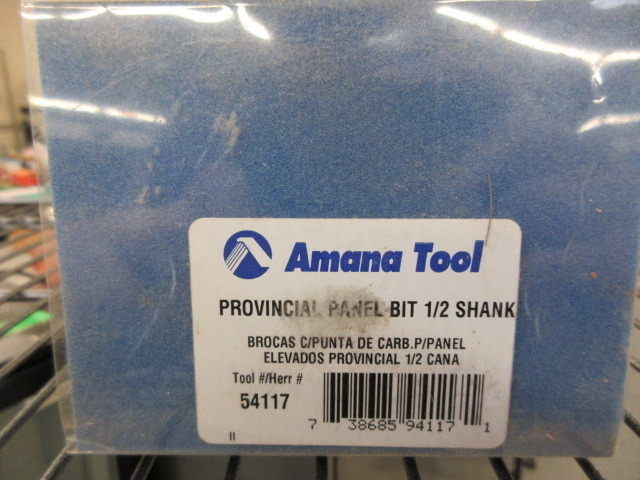 Amana Tool
PROVINCIAL PANEL BIT 1/2 SHANK
BROCAS C/PUNTA DE CARB.P/PANEL
ELEVADOS PROVINCIAL 1/2 CANA
Tool #/Herr #
54117
7 38685 94117 1
II